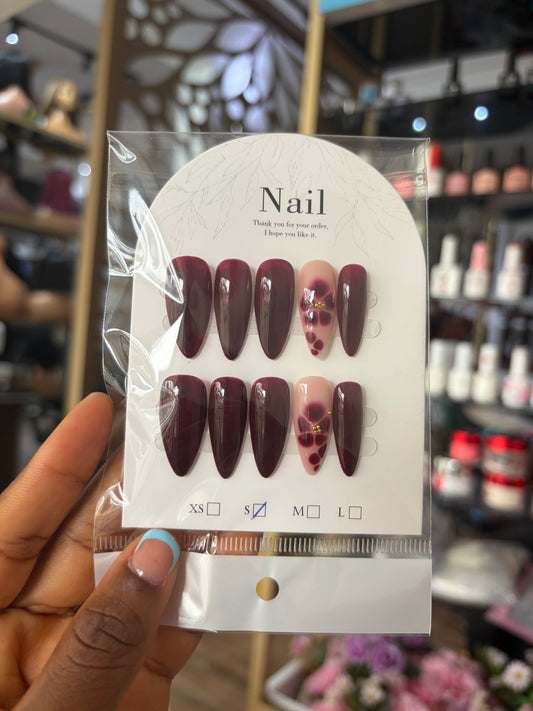 Nail
Thank you for your order,
I hope you like it.
XS S M L